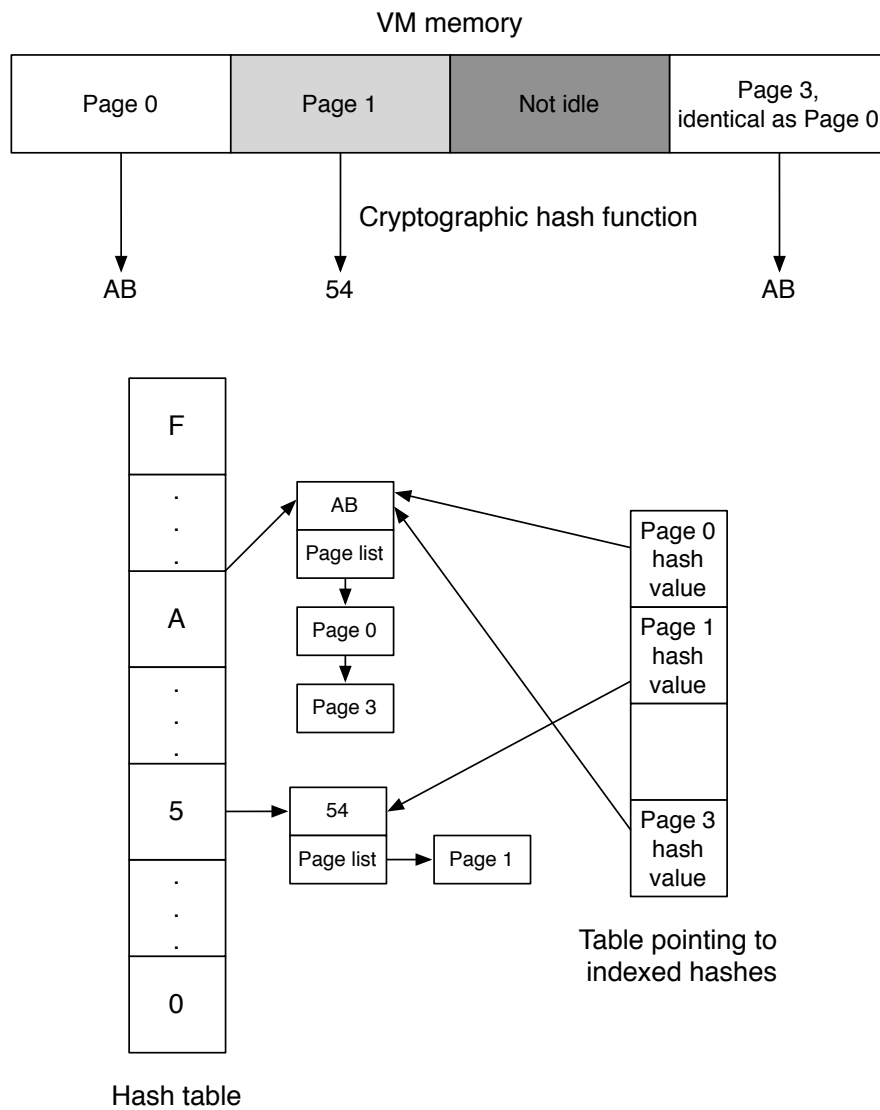 VM memory
Page 0
Page 1
Not idle
Page 3,
identical as Page 0
Cryptographic hash function
AB
54
AB
F
.
.
.
A
.
.
.
5
.
.
.
0
Hash table
AB
Page list
Page 0
Page 3
54
Page list
Page 1
Page 0
hash
value
Page 1
hash
value
Page 3
hash
value
Table pointing to
indexed hashes